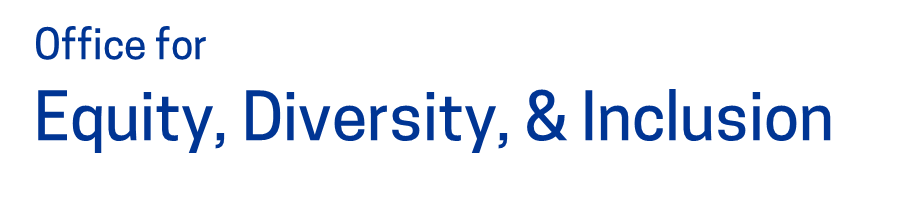 Office for
Equity, Diversity, & Inclusion